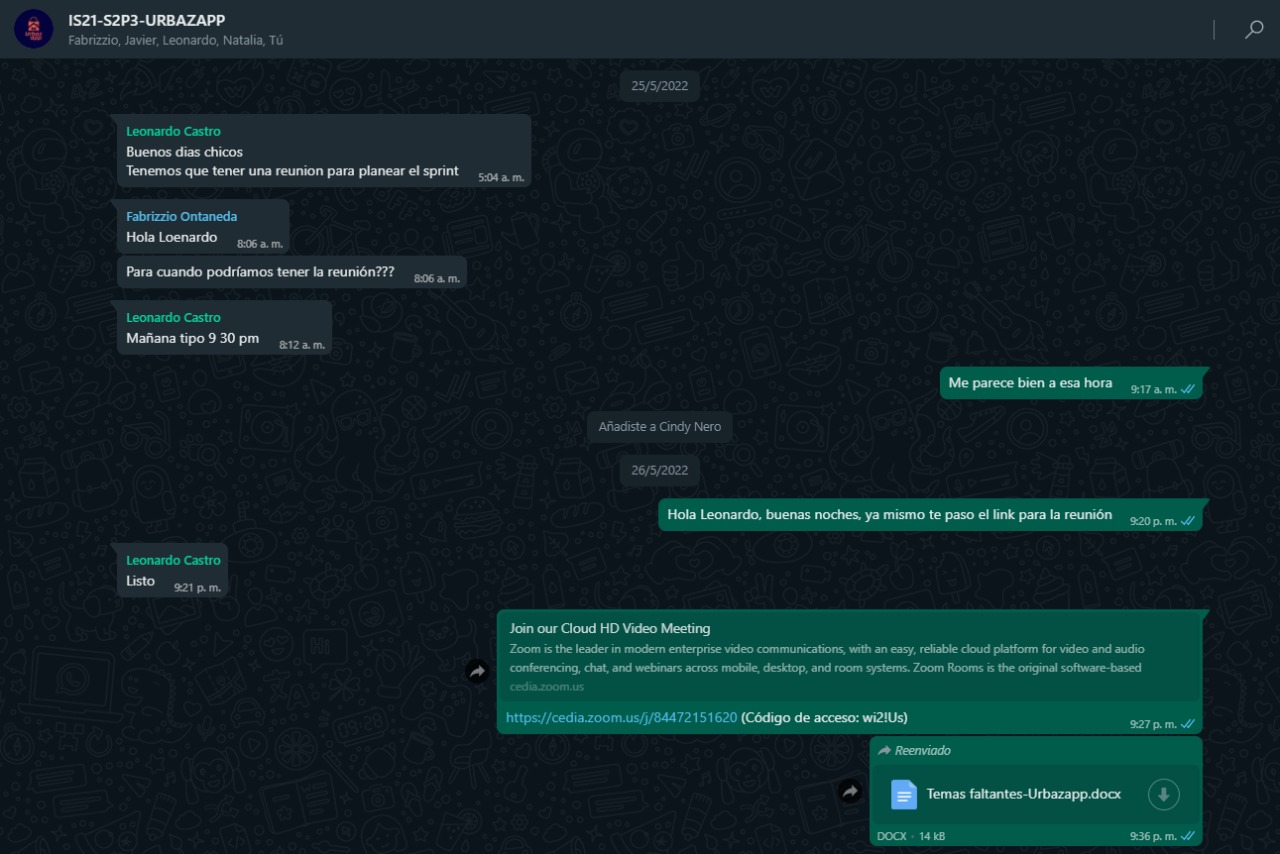 IS21-S2P3-URBAZAPP
Fabrizzio, Javier, Leonardo, Natalia, Tú
25/5/2022
Leonardo Castro
Buenos dias chicos
Tenemos que tener una reunion para planear el sprint
5:04 a. m.
Fabrizzio Ontaneda
Hola Loenardo
8:06 a. m.
Para cuando podríamos tener la reunión???
8:06 a. m.
Leonardo Castro
Mañana tipo 9 30 pm
8:12 a. m.
Me parece bien a esa hora
9:17 a. m.
Añadiste a Cindy Nero
26/5/2022
Hola Leonardo, buenas noches, ya mismo te paso el link para la reunión
9:20 p. m.
Leonardo Castro
Listo
9:21 p. m.
Join our Cloud HD Video Meeting
Zoom is the leader in modern enterprise video communications, with an easy, reliable cloud platform for video and audio
conferencing, chat, and webinars across mobile, desktop, and room systems. Zoom Rooms is the original software-based
cedia.zoom.us
https://cedia.zoom.us/j/84472151620 (Código de acceso: wi2!Us)
9:27 p. m.
Reenviado
Temas faltantes-Urbazapp.docx
DOCX · 14 kB
9:36 p. m.